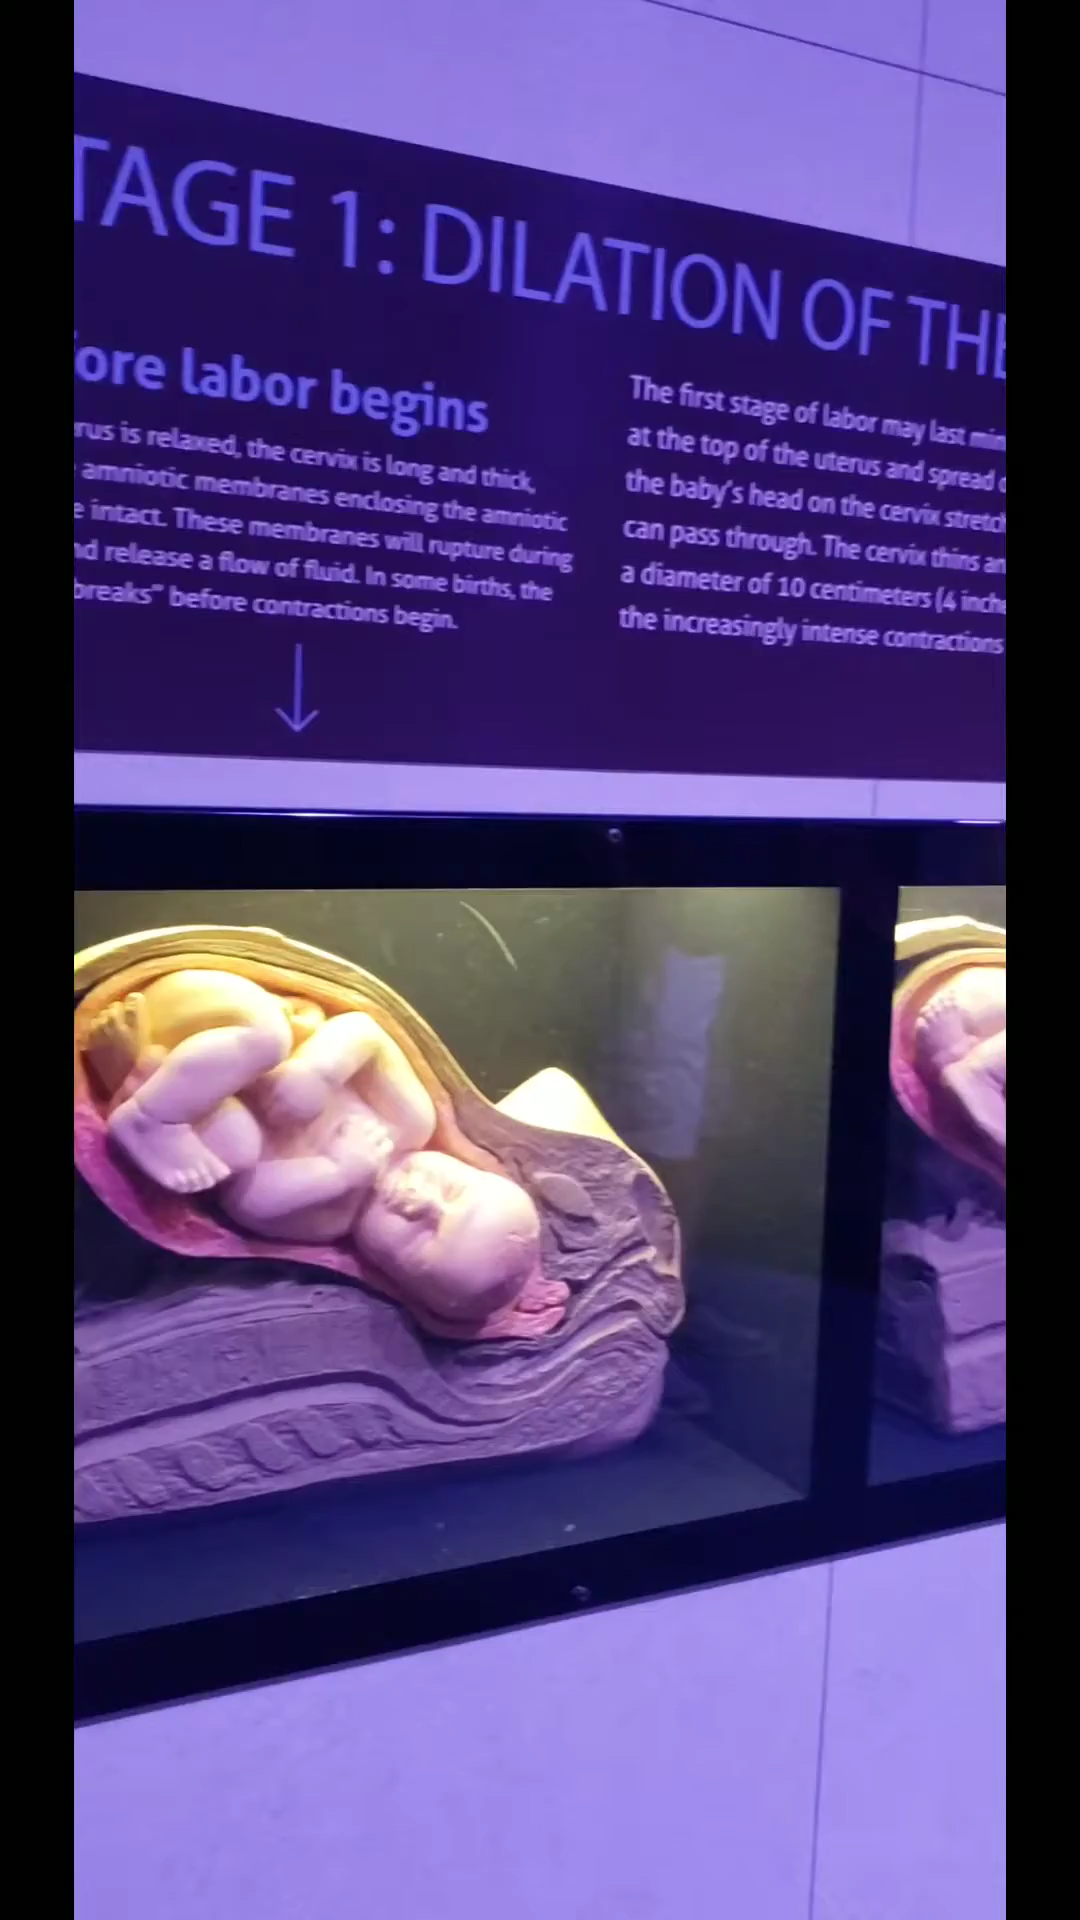 TAGE 1: DILATION OF THE
fore labor begins
rus is relaxed, the cervix is long and thick,
amniotic membranes enclosing the amniotic
e intact. These membranes will rupture during
nd release a flow of fluid. In some births, the
breaks" before contractions begin.
The first stage of labor may last min
at the top of the uterus and spread
the baby's head on the cervix stretch
can pass through. The cervix thins an
a diameter of 10 centimeters (4 inche
the increasingly intense contractions